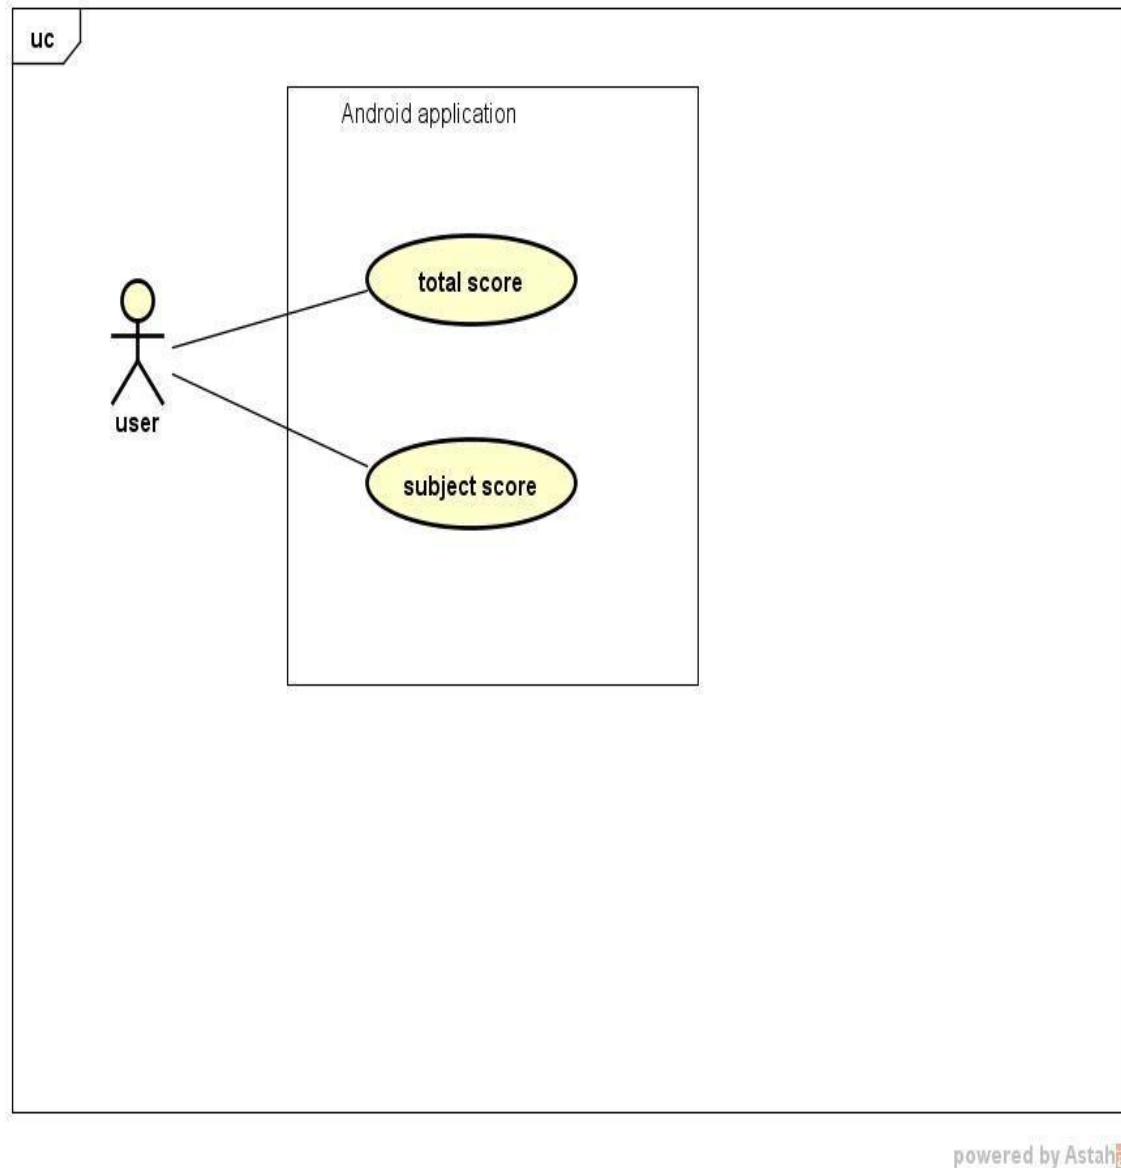 uc
Android application
total score
user
subject score
powered by Astah